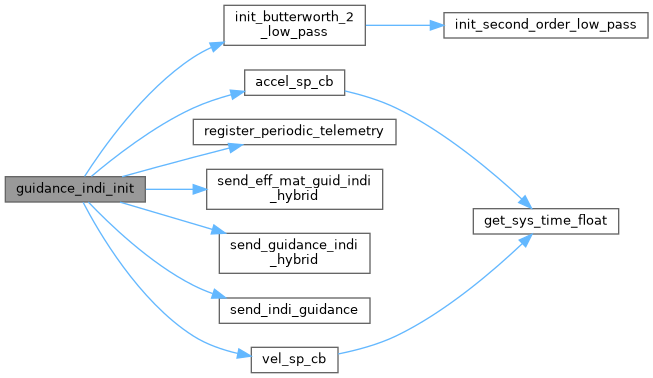 init_butterworth_2
_low_pass
init_second_order_low_pass
accel_sp_cb
register_periodic_telemetry
guidance_indi_init
send_eff_mat_guid_indi
_hybrid
get_sys_time_float
send_guidance_indi
_hybrid
send_indi_guidance
vel_sp_cb